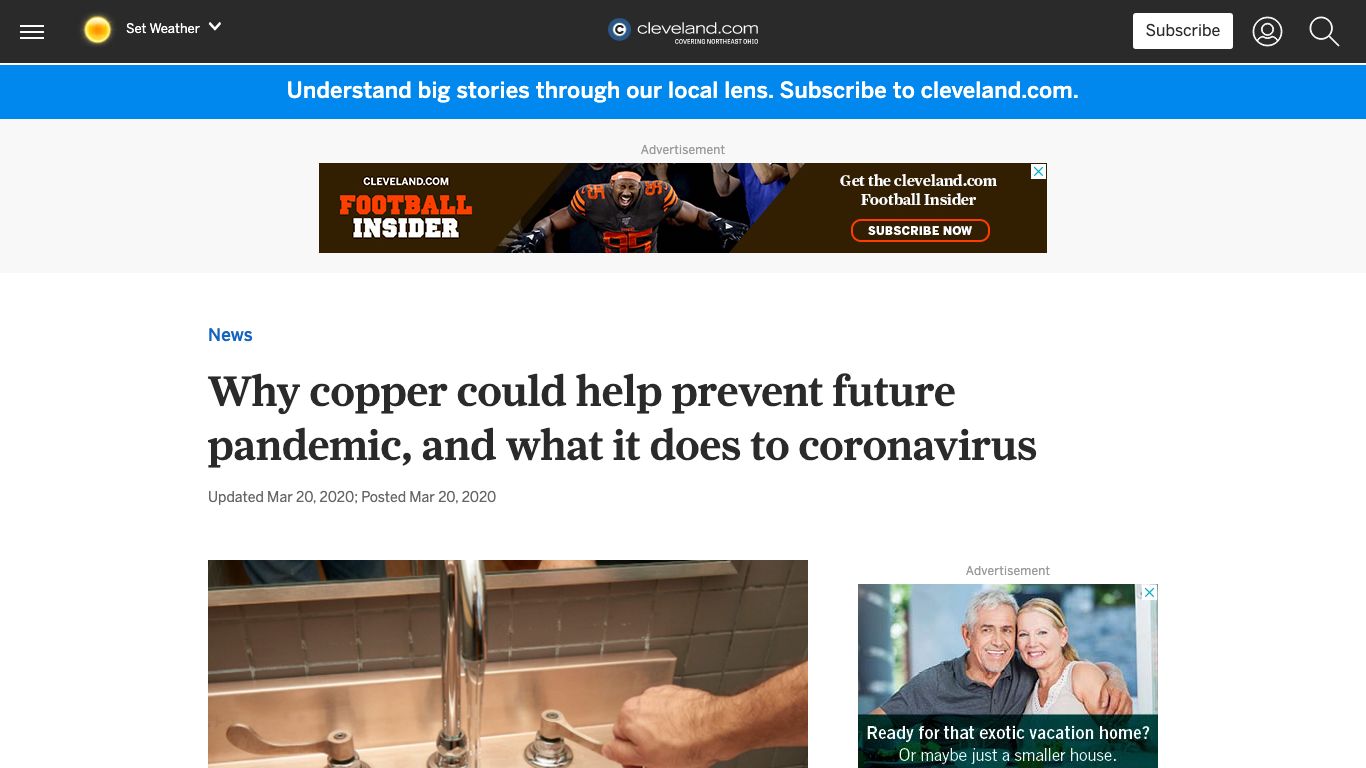 Set Weather
cleveland.com
COVERING NORTHEAST OHIO
Subscribe
Understand big stories through our local lens. Subscribe to cleveland.com.
Advertisement
CLEVELAND.COM
FOOTBALL
INSIDER
95
Get the cleveland.com
Football Insider
SUBSCRIBE NOW
News
Why copper could help prevent future
pandemic, and what it does to coronavirus
Updated Mar 20, 2020; Posted Mar 20, 2020
Advertisement
Ready for that exotic vacation home?
Or maybe just a smaller house.